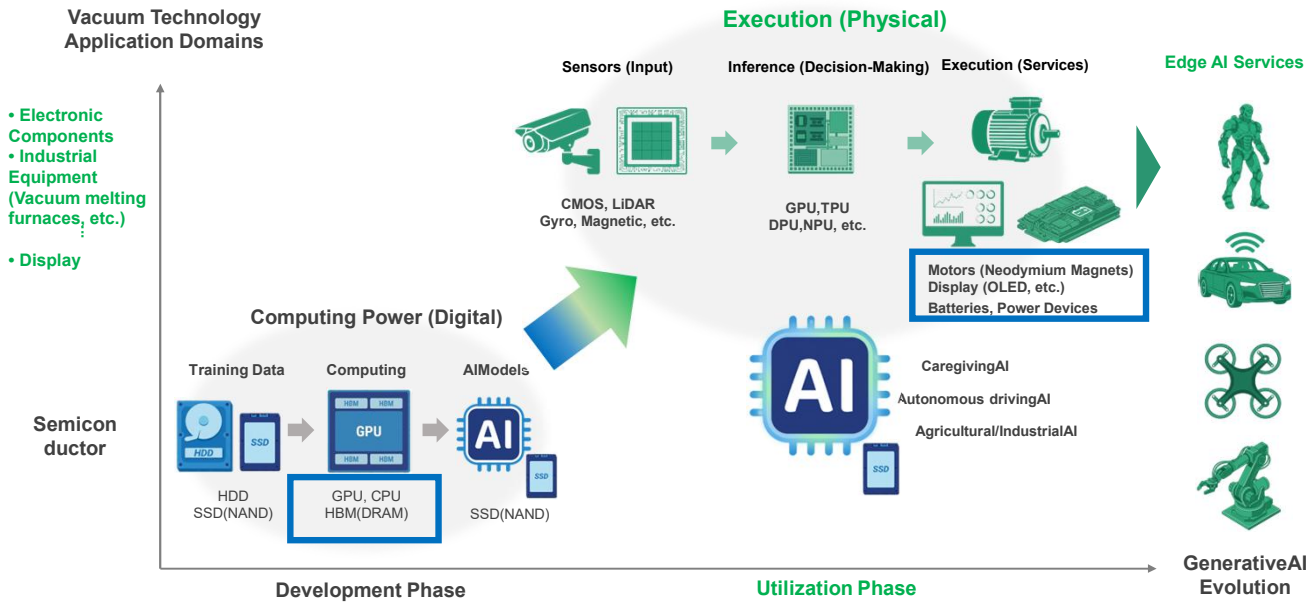 Vacuum Technology
Application Domains
• Electronic
Components
• Industrial
Equipment
(Vacuum melting
furnaces, etc.)
• Display
Semicon
ductor
Execution (Physical)
Sensors (Input)
Inference (Decision-Making)
Execution (Services)
CMOS, LiDAR
Gyro, Magnetic, etc.
GPU,TPU
DPU,NPU, etc.
Motors (Neodymium Magnets)
Display (OLED, etc.)
Batteries, Power Devices
Edge AI Services
Computing Power (Digital)
Training Data
Computing
AIModels
HDD
SSD
HBM
HBM
GPU
HBM
HBM
AI
SSD
HDD
SSD(NAND)
GPU, CPU
HBM(DRAM)
SSD(NAND)
AI
SSD
CaregivingAI
Autonomous drivingAI
Agricultural/IndustrialAI
Development Phase
Utilization Phase
GenerativeAI
Evolution